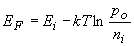 E_F = E_i - kT ln p_o / n_i